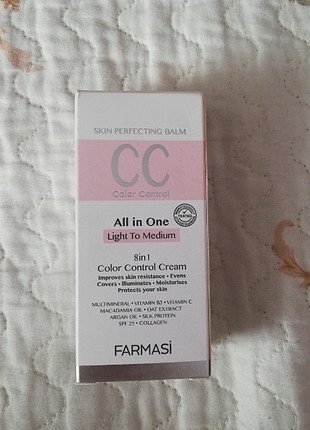 SKIN PERFECTING BALM
CC
Color Control
All in One
Light To Medium
8in1
Color Control Cream
Improves skin resistance • Evens
Covers • Illuminates • Moisturises
Protects your skin
MULTIMINERAL • VITAMIN B3 • VITAMIN C
MACADAMIA OIL • OAT EXTRACT
ARGAN OIL • SILK PROTEIN
SPF 25 • COLLAGEN
FARMASİ